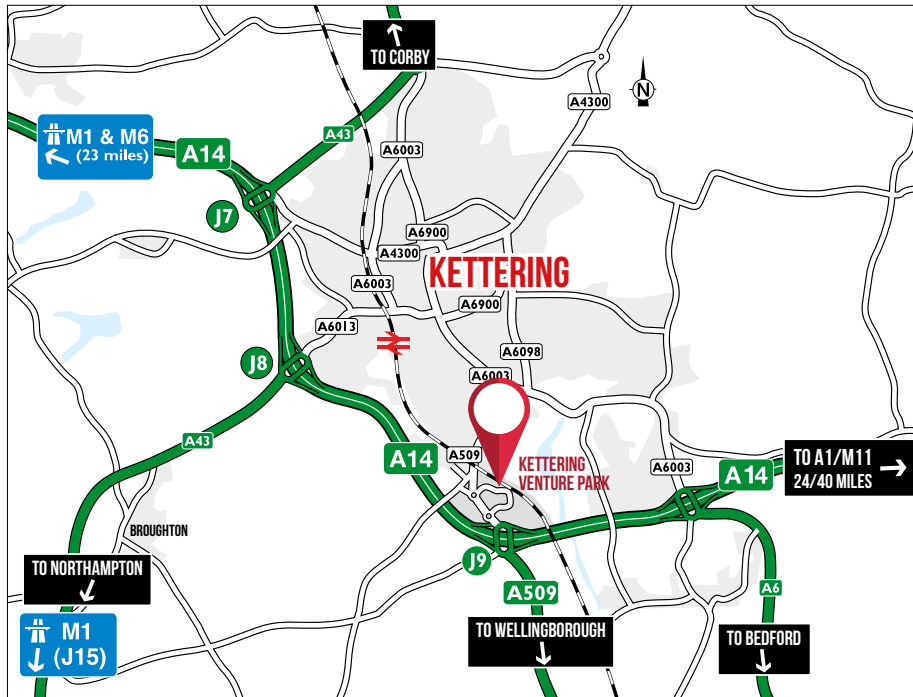 TO CORBY
N
A4300
M1 & M6
(23 miles)
A14
A43
A6003
J7
A6900
A4300
KETTERING
A6003
A6900
A6013
A6098
J8
A6003
A43
A509
A14
KETTERING
VENTURE PARK
A6003
A14
TO A1/M11
24/40 MILES
BROUGHTON
J9
TO NORTHAMPTON
A509
A6
M1
(J15)
TO WELLINGBOROUGH
TO BEDFORD